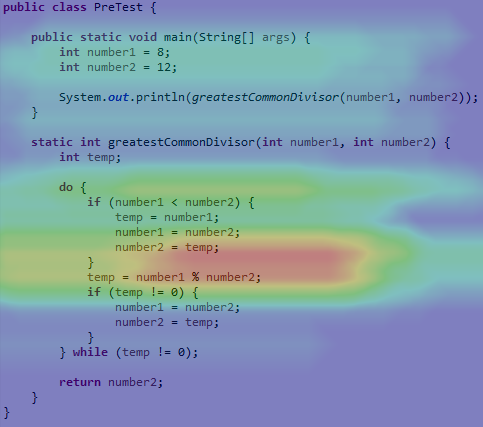 public class PreTest {
public static void main(String[] args) {
int number1 = 8;
int number2 = 12;
System.out.println(greatestCommonDivisor(number1, number2));
}
static int greatestCommonDivisor(int number1, int number2) {
int temp;
do {
if (number1 < number2) {
temp = number1;
number1 = number2;
number2 = temp;
}
temp = number1 % number2;
if (temp != 0) {
number1 = number2;
number2 = temp;
}
} while (temp != 0);
return number2;
}
}